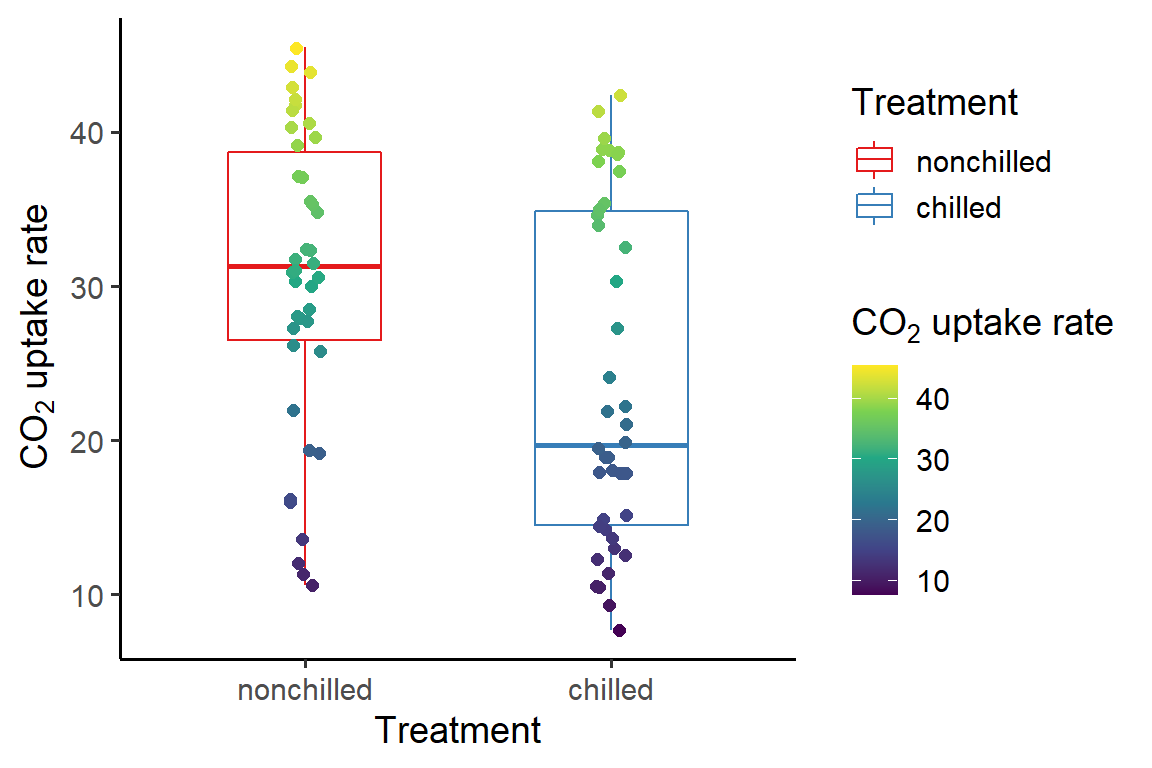 40
30
20
10
CO₂ uptake rate
nonchilled
chilled
Treatment
Treatment
nonchilled
chilled
CO₂ uptake rate
40
30
20
10